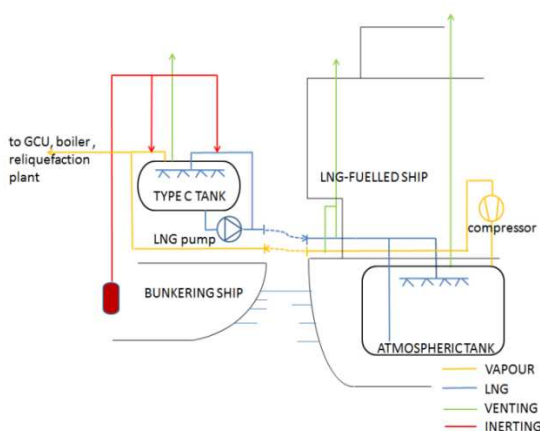 to GCU, boiler ,
reliquefaction
plant
TYPE C TANK
LNG pump
BUNKERING SHIP
LNG-FUELLED SHIP
compressor
ATMOSPHERIC TANK
VAPOUR
LNG
VENTING
INERTING